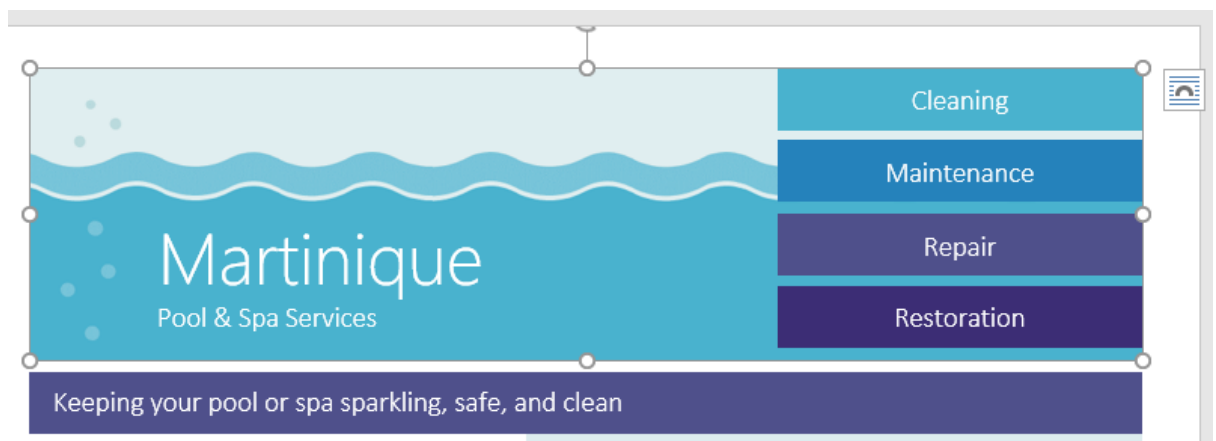 Cleaning
Maintenance
Martinique
Repair
Pool & Spa Services
Restoration
Keeping your pool or spa sparkling, safe, and clean